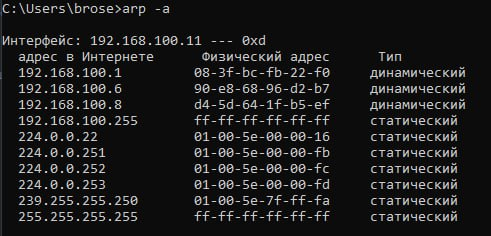 C:\Users\brose>arp -a
Интерфейс: 192.168.100.11 --- 0xd
адрес в Интернете Физический адрес Тип
192.168.100.1 08-3f-bc-fb-22-f0 динамический
192.168.100.6 90-e8-68-96-d2-b7 динамический
192.168.100.8 d4-5d-64-1f-b5-ef динамический
192.168.100.255 ff-ff-ff-ff-ff-ff статический
224.0.0.22 01-00-5e-00-00-16 статический
224.0.0.251 01-00-5e-00-00-fb статический
224.0.0.252 01-00-5e-00-00-fc статический
224.0.0.253 01-00-5e-00-00-fd статический
239.255.255.250 01-00-5e-7f-ff-fa статический
255.255.255.255 ff-ff-ff-ff-ff-ff статический